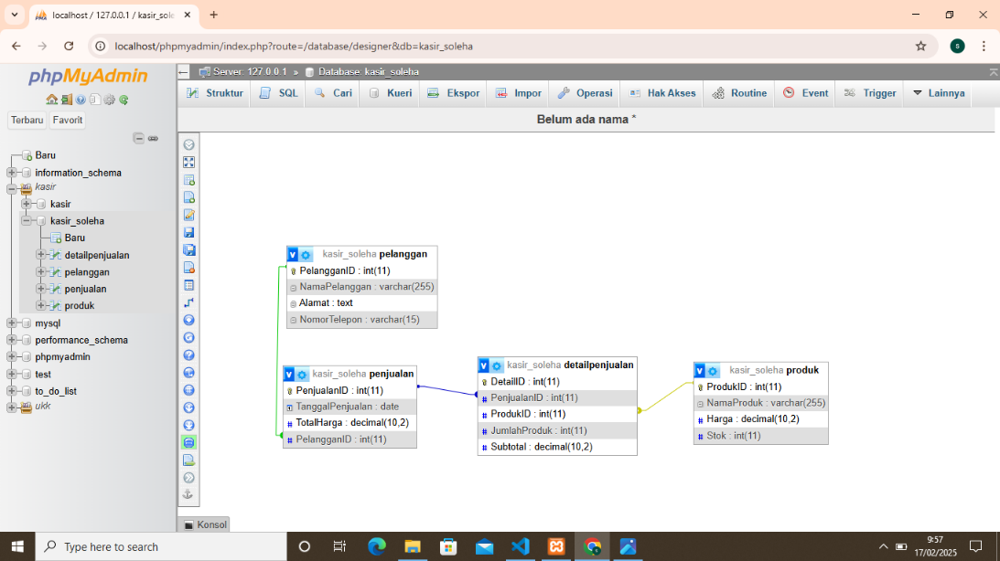 localhost / 127.0.0.1 / kasir_sole
localhost/phpmyadmin/index.php?route=/database/designer&db=kasir_soleha
S
phpMyAdmin
Terbaru
Favorit
Baru
information_schema
kasir
kasir
kasir_soleha
Baru
detailpenjualan
pelanggan
penjualan
produk
mysql
performance_schema
phpmyadmin
test
to_do_list
ukk
Server: 127.0.0.1 » Database: kasir_soleha
Struktur SQL Cari Kueri Ekspor Impor Operasi Hak Akses Routine Event Trigger Lainnya
Belum ada nama *
V kasir_soleha pelanggan
PelangganID : int(11)
NamaPelanggan : varchar(255)
Alamat : text
NomorTelepon : varchar(15)
V kasir_soleha penjualan
PenjualanID : int(11)
TanggalPenjualan : date
# TotalHarga : decimal(10,2)
# PelangganID : int(11)
V kasir_soleha detailpenjualan
DetailID : int(11)
# PenjualanID : int(11)
# ProdukID : int(11)
# JumlahProduk : int(11)
# Subtotal : decimal(10,2)
V kasir_soleha produk
ProdukID : int(11)
NamaProduk : varchar(255)
# Harga : decimal(10,2)
# Stok : int(11)
Konsol
Type here to search
9:57
17/02/2025